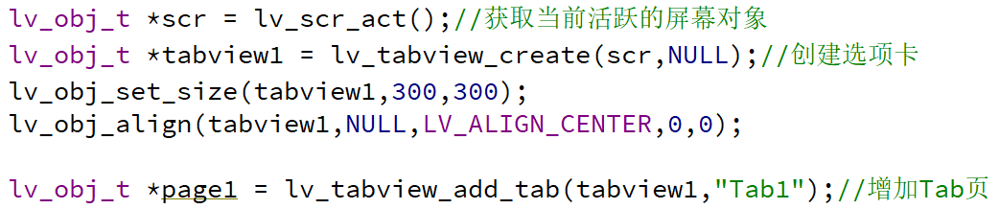 lv_obj_t *scr = lv_scr_act();//获取当前活跃的屏幕对象
lv_obj_t *tabview1 = lv_tabview_create(scr,NULL);//创建选项卡
lv_obj_set_size(tabview1,300,300);
lv_obj_align(tabview1,NULL,LV_ALIGN_CENTER,0,0);
lv_obj_t *page1 = lv_tabview_add_tab(tabview1,"Tab1");//增加Tab页